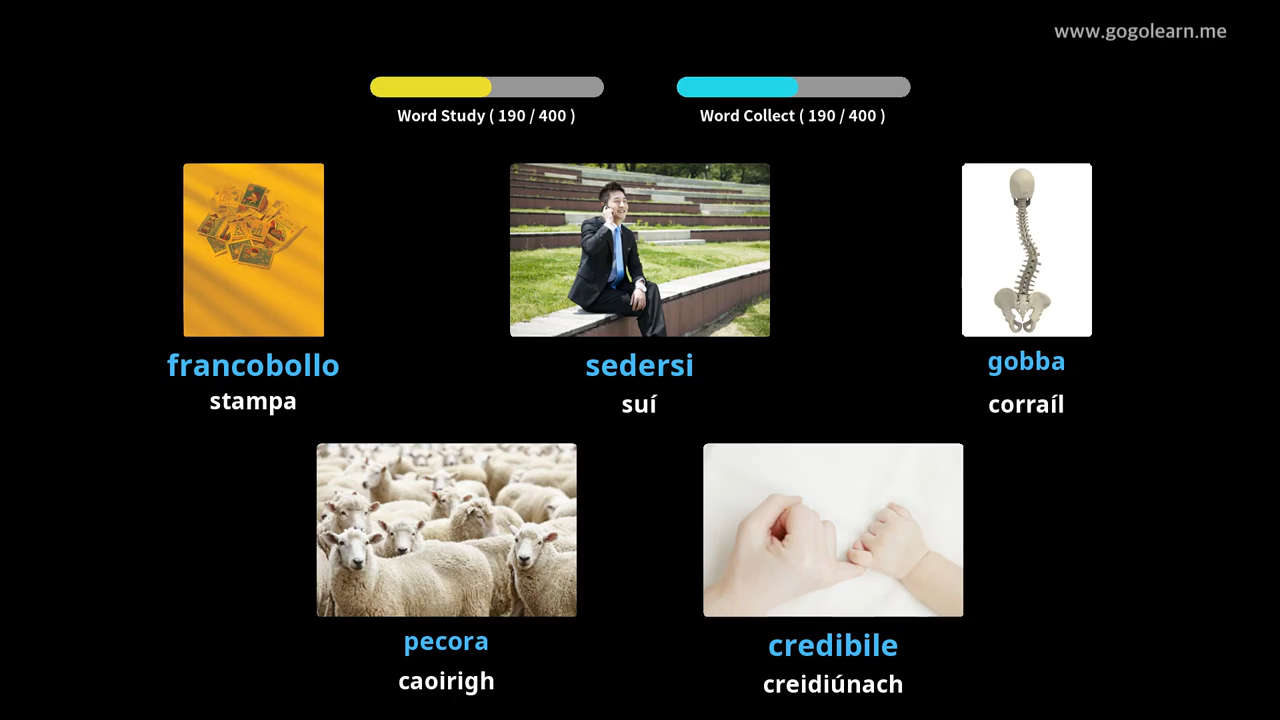 www.gogolearn.me
Word Study ( 190 / 400 )
Word Collect ( 190 / 400 )
francobollo
stampa
sedersi
suí
gobba
corraíl
pecora
caoirigh
credibile
creidiúnach